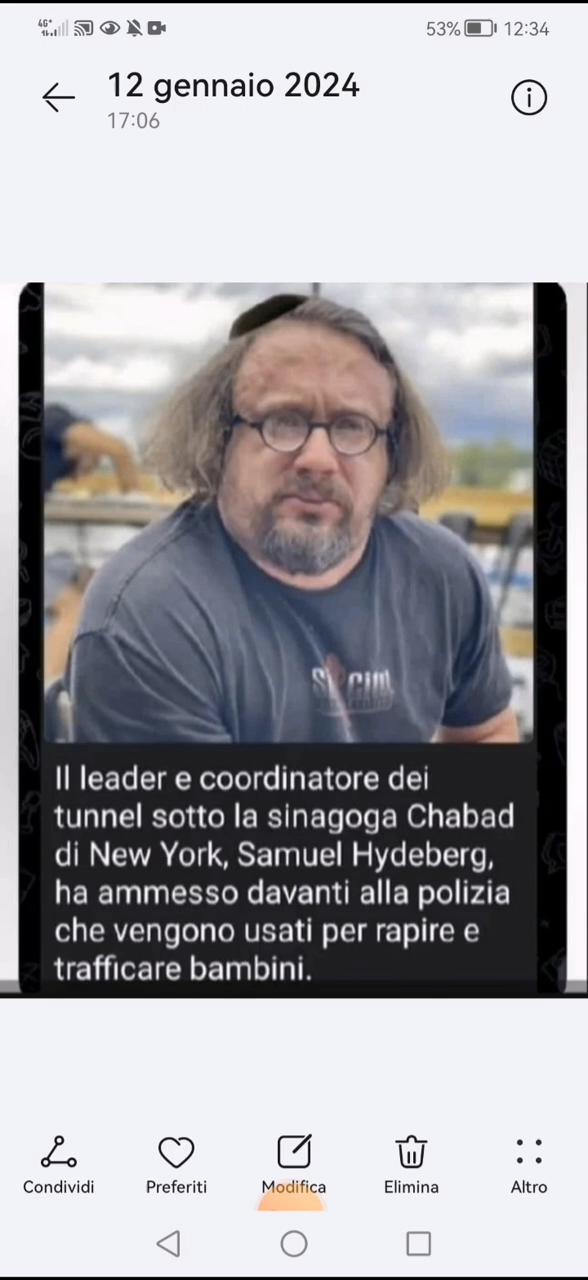 4G+ 53% 12:34
12 gennaio 2024
17:06
Il leader e coordinatore dei
tunnel sotto la sinagoga Chabad
di New York, Samuel Hydeberg,
ha ammesso davanti alla polizia
che vengono usati per rapire e
trafficare bambini.
Condividi Preferiti Modifica Elimina Altro